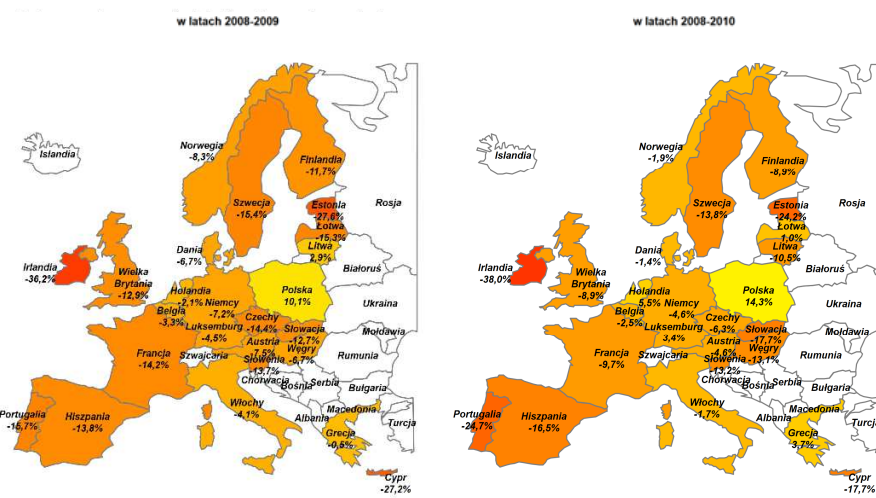 w latach 2008-2009
Islandia
Norwegia
-8,3%
Finlandia
-11,7%
Szwecja
-15,4%
Rosja
Estonia
-27,6%
Łotwa
-15,3%
Litwa
2,9%
Dania
-6,7%
Irlandia
-36,2%
Wielka
Brytania
-12,9%
Białoruś
Holandia
-2,1%
Niemcy
-7,2%
Polska
10,1%
Ukraina
Belgia
-3,3%
Luksemburg
-4,5%
Czechy
-14,4%
Słowacja
-12,7%
Mołdawia
Austria
-7,5%
Węgry
-6,7%
Francja
-14,2%
Szwajcaria
Słowenia
-13,7%
Rumunia
Chorwacja
Bośnia
Serbia
Bułgaria
Włochy
-4,1%
Albania
Macedonia
Turcja
Portugalia
-15,7%
Hiszpania
-13,8%
Grecja
-0,5%
Cypr
-27,2%
w latach 2008-2010
Islandia
Norwegia
-1,9%
Finlandia
-8,9%
Szwecja
-13,8%
Rosja
Estonia
-24,2%
Łotwa
1,0%
Litwa
-10,5%
Dania
-1,4%
Irlandia
-38,0%
Wielka
Brytania
-8,9%
Białoruś
Holandia
5,5%
Niemcy
-4,6%
Polska
14,3%
Ukraina
Belgia
-2,5%
Luksemburg
3,4%
Czechy
-6,3%
Słowacja
-17,7%
Mołdawia
Austria
-4,6%
Węgry
-13,1%
Francja
-9,7%
Szwajcaria
Słowenia
-13,2%
Rumunia
Chorwacja
Bośnia
Serbia
Bułgaria
Włochy
-1,7%
Albania
Macedonia
Turcja
Portugalia
-24,7%
Hiszpania
-16,5%
Grecja
3,7%
Cypr
-17,7%